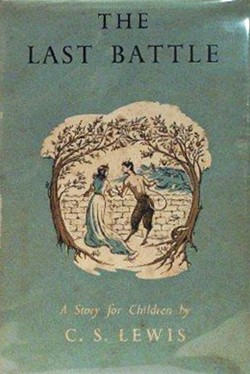 THE
LAST BATTLE
A Story for Children by
C. S. LEWIS